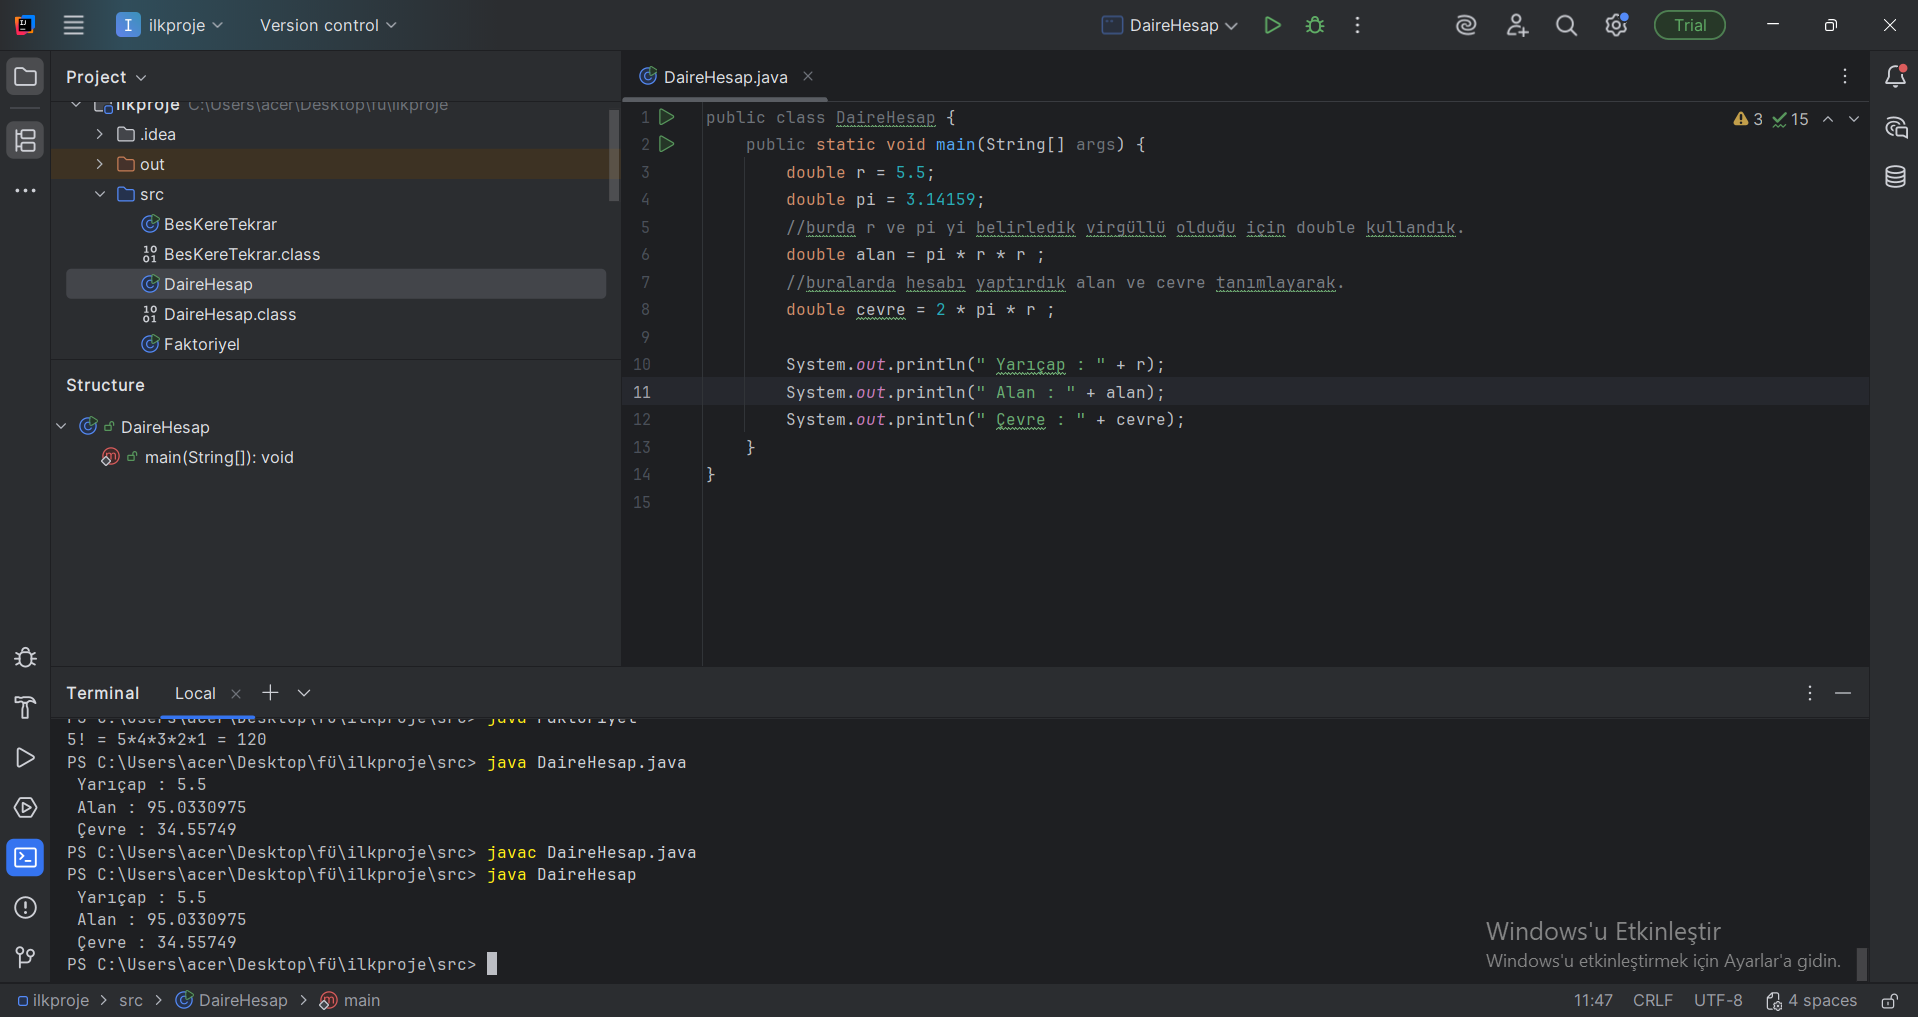 I ilkproje Version control DaireHesap Trial
Project
ilkproje C:\Users\acer\Desktop\fü\ilkproje
.idea
out
src
BesKereTekrar
BesKereTekrar.class
DaireHesap
DaireHesap.class
Faktoriyel
Structure
DaireHesap
main(String[]): void
DaireHesap.java
3 15
1 public class DaireHesap {
2 public static void main(String[] args) {
3 double r = 5.5;
4 double pi = 3.14159;
5 //burda r ve pi yi belirledik virgüllü olduğu için double kullandık.
6 double alan = pi * r * r ;
7 //buralarda hesabı yaptırdık alan ve cevre tanımlayarak.
8 double cevre = 2 * pi * r ;
9
10 System.out.println(" Yarıçap : " + r);
11 System.out.println(" Alan : " + alan);
12 System.out.println(" Çevre : " + cevre);
13 }
14 }
15
Terminal Local
PS C:\Users\acer\Desktop\fü\ilkproje\src> java Faktoriyel
5! = 5*4*3*2*1 = 120
PS C:\Users\acer\Desktop\fü\ilkproje\src> java DaireHesap.java
Yarıçap : 5.5
Alan : 95.0330975
Çevre : 34.55749
PS C:\Users\acer\Desktop\fü\ilkproje\src> javac DaireHesap.java
PS C:\Users\acer\Desktop\fü\ilkproje\src> java DaireHesap
Yarıçap : 5.5
Alan : 95.0330975
Çevre : 34.55749
PS C:\Users\acer\Desktop\fü\ilkproje\src>
Windows'u Etkinleştir
Windows'u etkinleştirmek için Ayarlar'a gidin.
ilkproje > src > DaireHesap > main 11:47 CRLF UTF-8 4 spaces